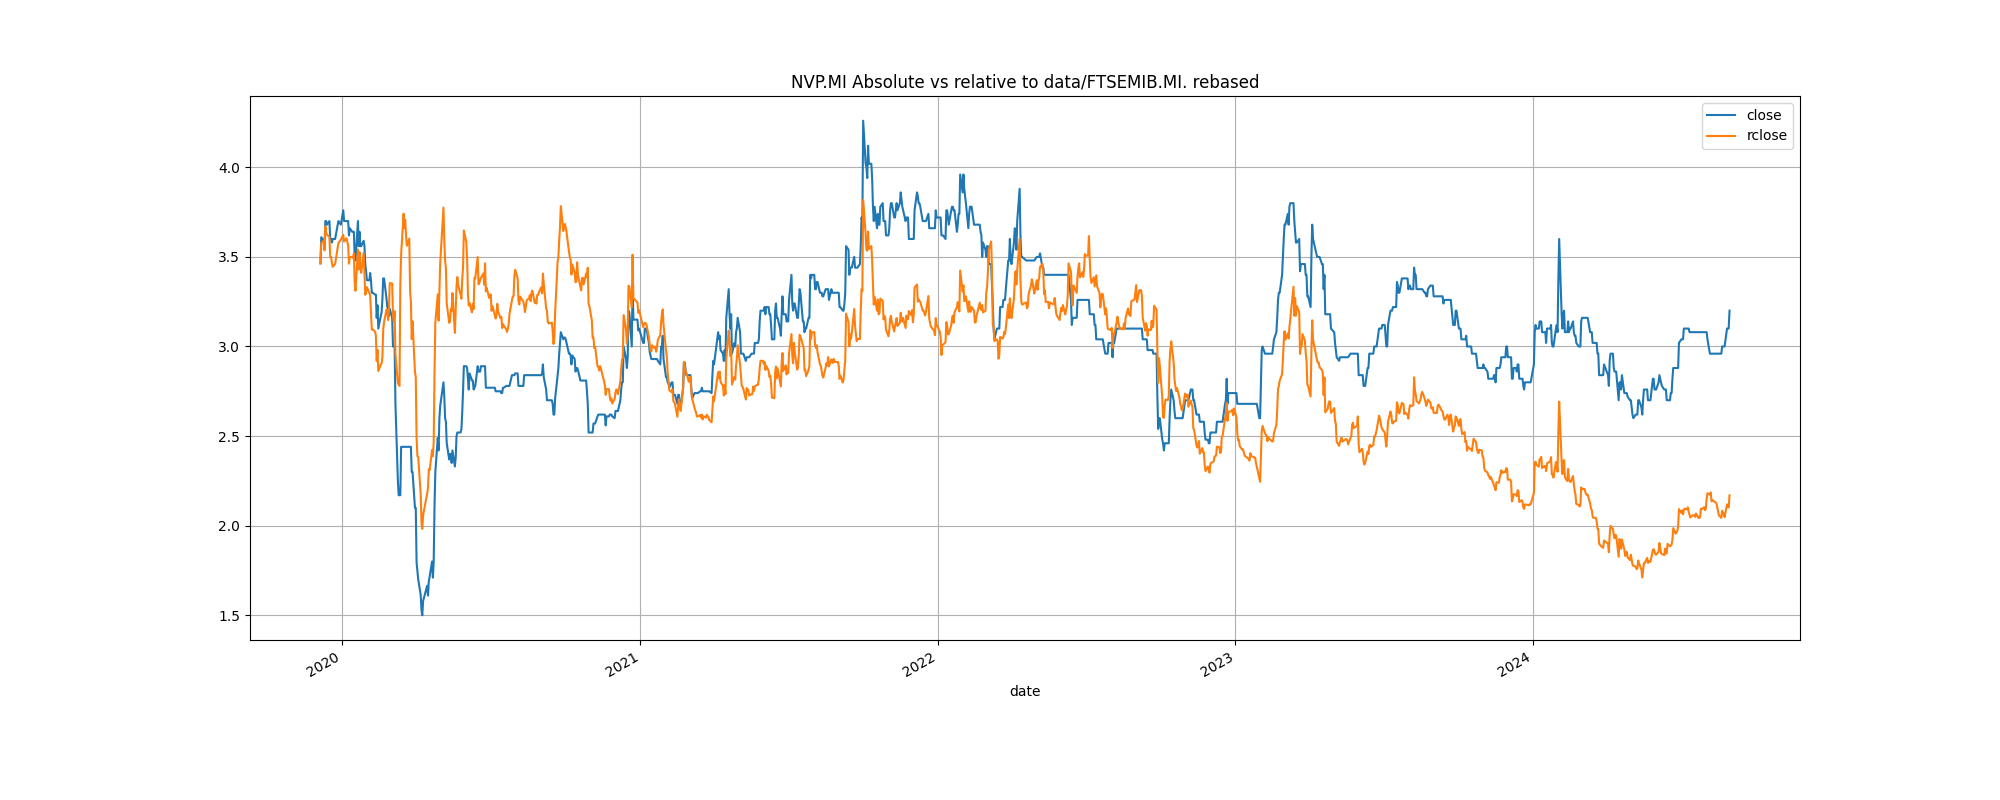 NVP.MI Absolute vs relative to data/FTSEMIB.MI. rebased
close
rclose
4.0
3.5
3.0
2.5
2.0
1.5
2020
2021
2022
2023
2024
date